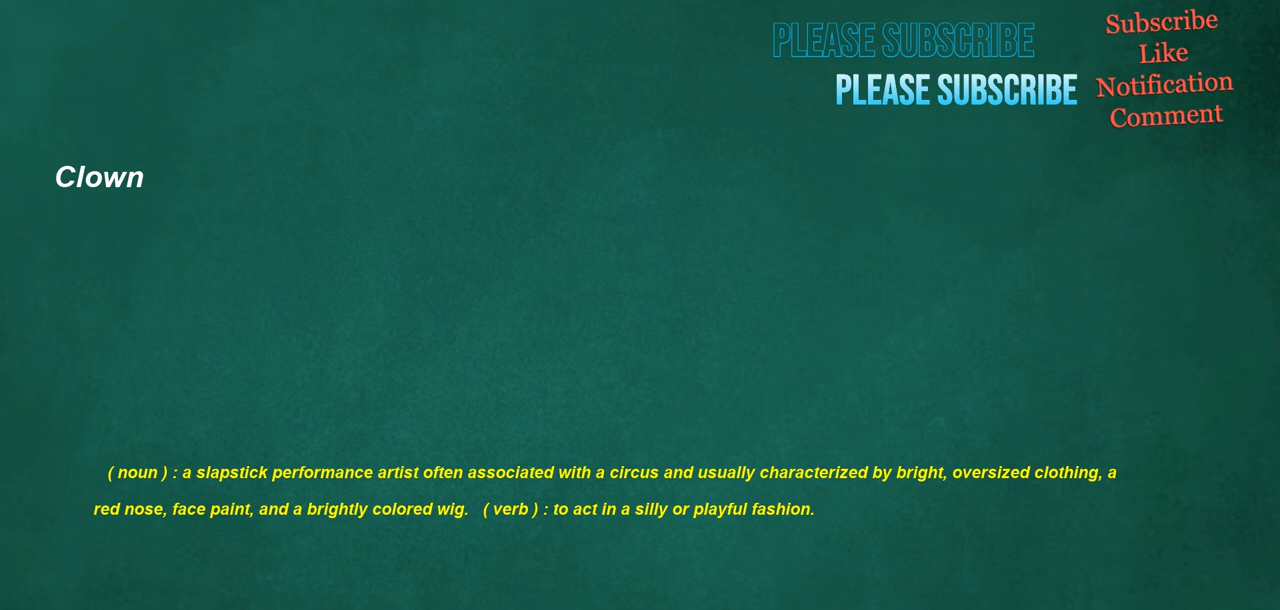 PLEASE SUBSCRIBE
PLEASE SUBSCRIBE
Subscribe
Like
Notification
Comment
Clown
( noun ) : a slapstick performance artist often associated with a circus and usually characterized by bright, oversized clothing, a
red nose, face paint, and a brightly colored wig. ( verb ) : to act in a silly or playful fashion.